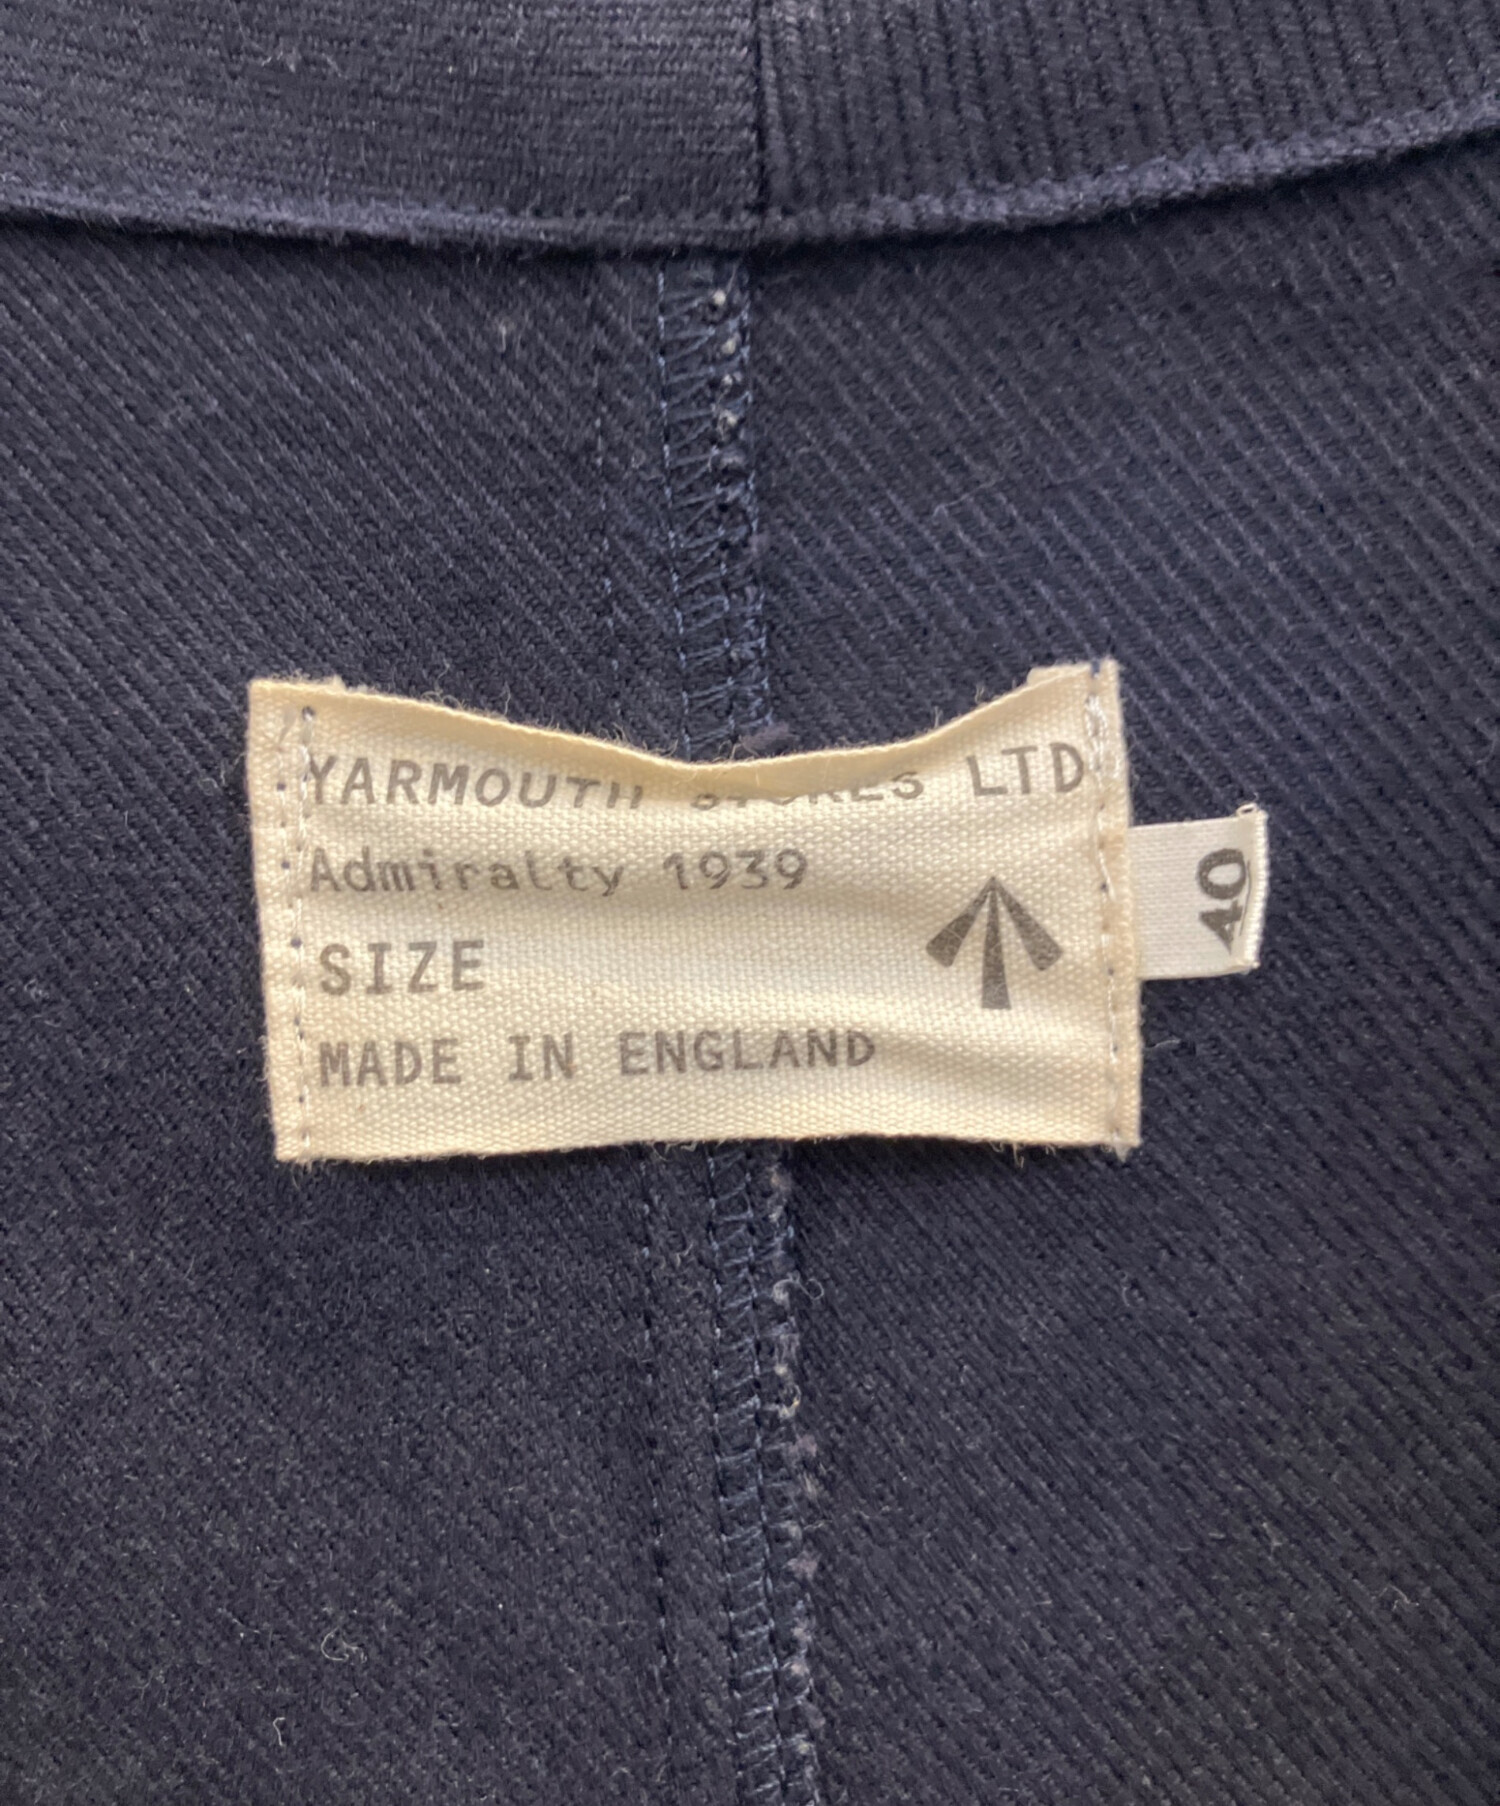 YARMOUTH STORES LTD
Admiralty 1939
SIZE
MADE IN ENGLAND
40